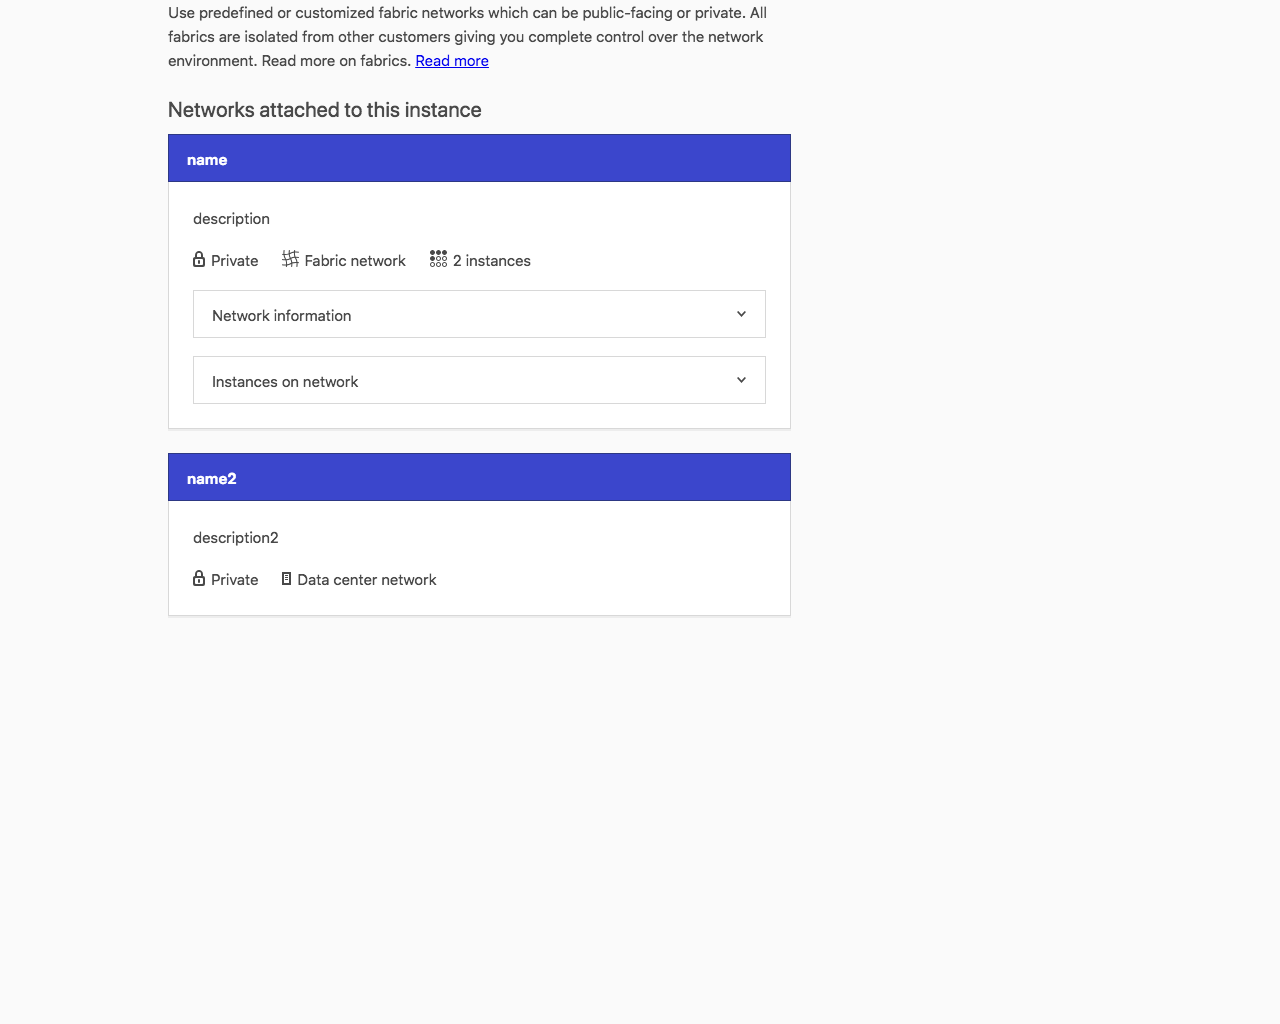 Use predefined or customized fabric networks which can be public-facing or private. All
fabrics are isolated from other customers giving you complete control over the network
environment. Read more on fabrics. Read more
Networks attached to this instance
name
description
Private Fabric network 2 instances
Network information
Instances on network
name2
description2
Private Data center network